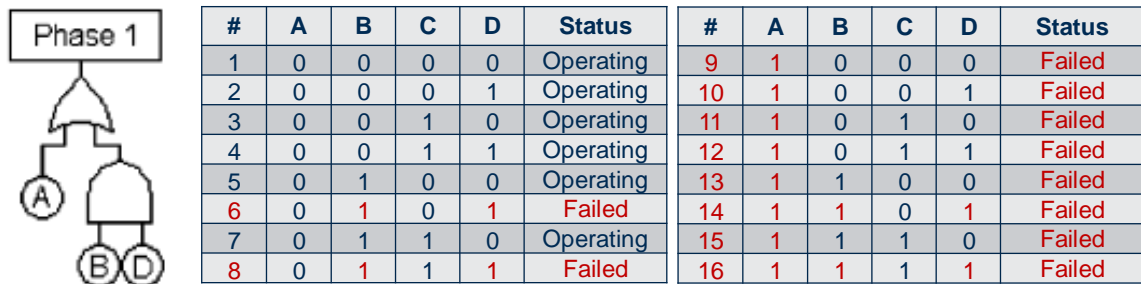 Phase 1
A
B D
# A B C D Status
1 0 0 0 0 Operating
2 0 0 0 1 Operating
3 0 0 1 0 Operating
4 0 0 1 1 Operating
5 0 1 0 0 Operating
6 0 1 0 1 Failed
7 0 1 1 0 Operating
8 0 1 1 1 Failed
# A B C D Status
9 1 0 0 0 Failed
10 1 0 0 1 Failed
11 1 0 1 0 Failed
12 1 0 1 1 Failed
13 1 1 0 0 Failed
14 1 1 0 1 Failed
15 1 1 1 0 Failed
16 1 1 1 1 Failed